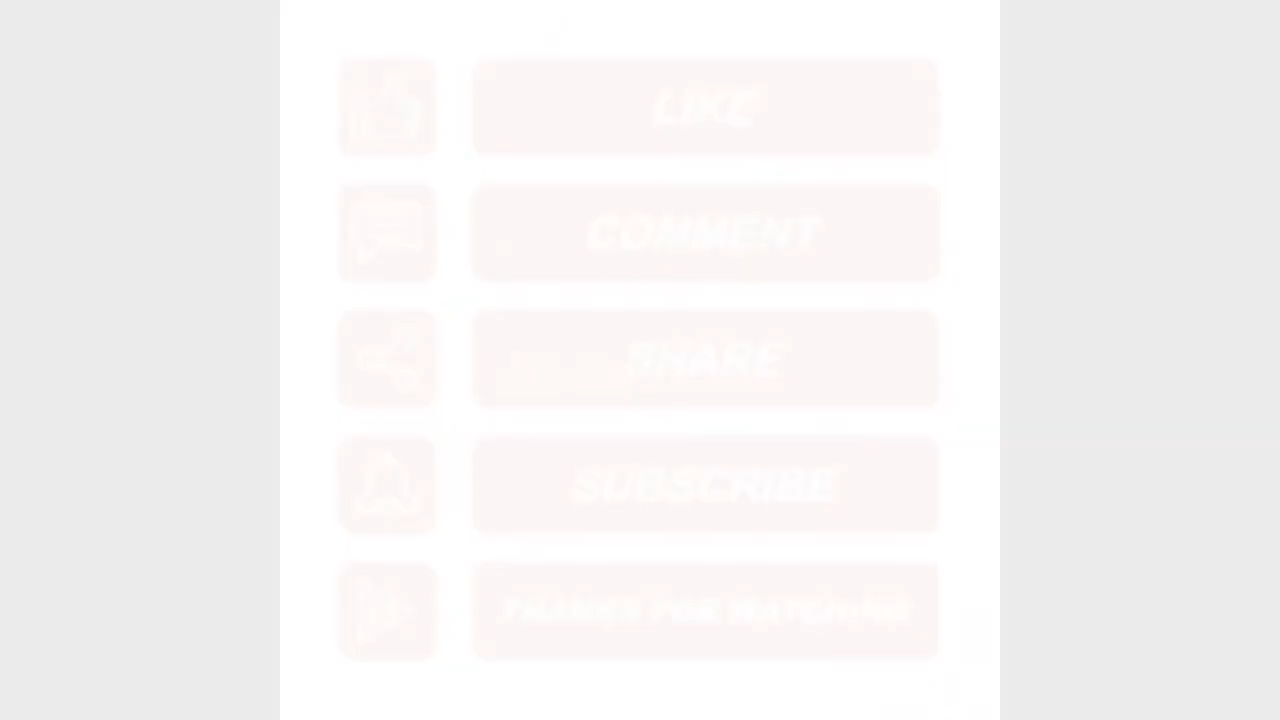 LIKE
COMMENT
SHARE
SUBSCRIBE
THANKS FOR WATCHING